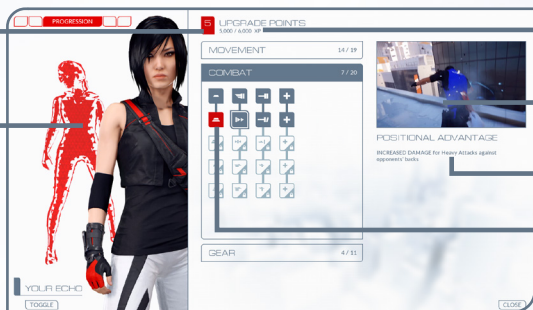 PROGRESSION
5 UPGRADE POINTS
5,000 / 6,000 XP
MOVEMENT 14 / 19
COMBAT 7 / 20
POSITIONAL ADVANTAGE
INCREASED DAMAGE for Heavy Attacks against
opponents' backs
GEAR 4 / 11
YOUR ECHO
TOGGLE
CLOSE